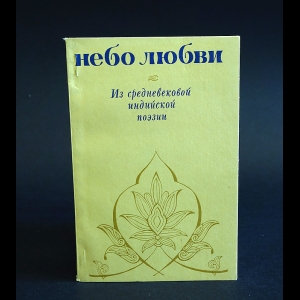 небо любви
Из средневековой
индийской
поэзии